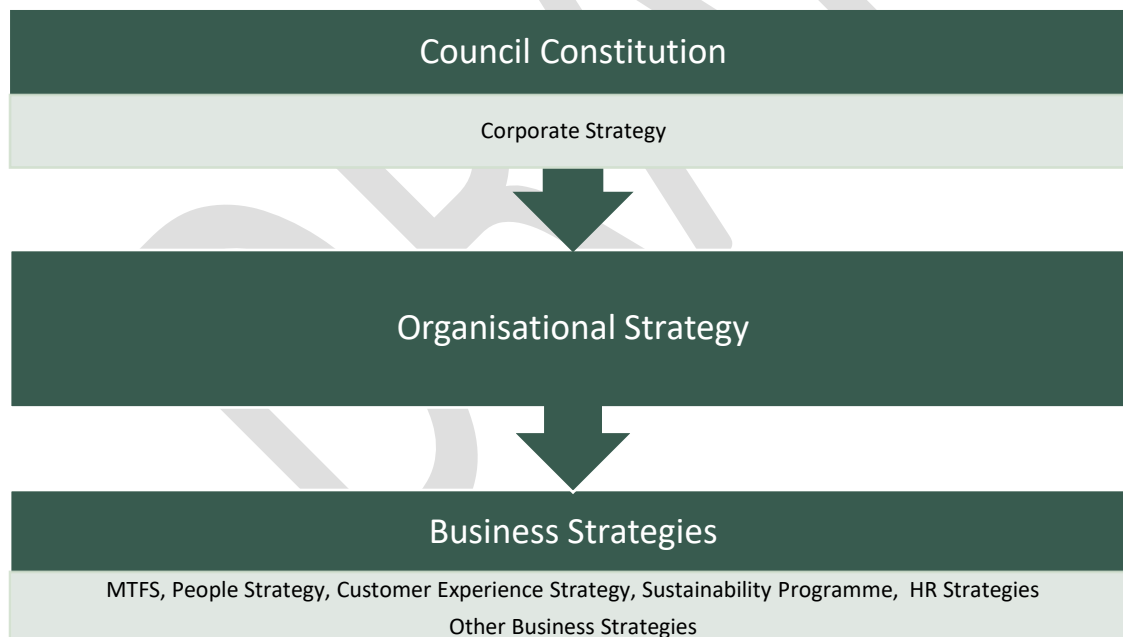 Council Constitution
Corporate Strategy
Organisational Strategy
Business Strategies
MTFS, People Strategy, Customer Experience Strategy, Sustainability Programme, HR Strategies
Other Business Strategies